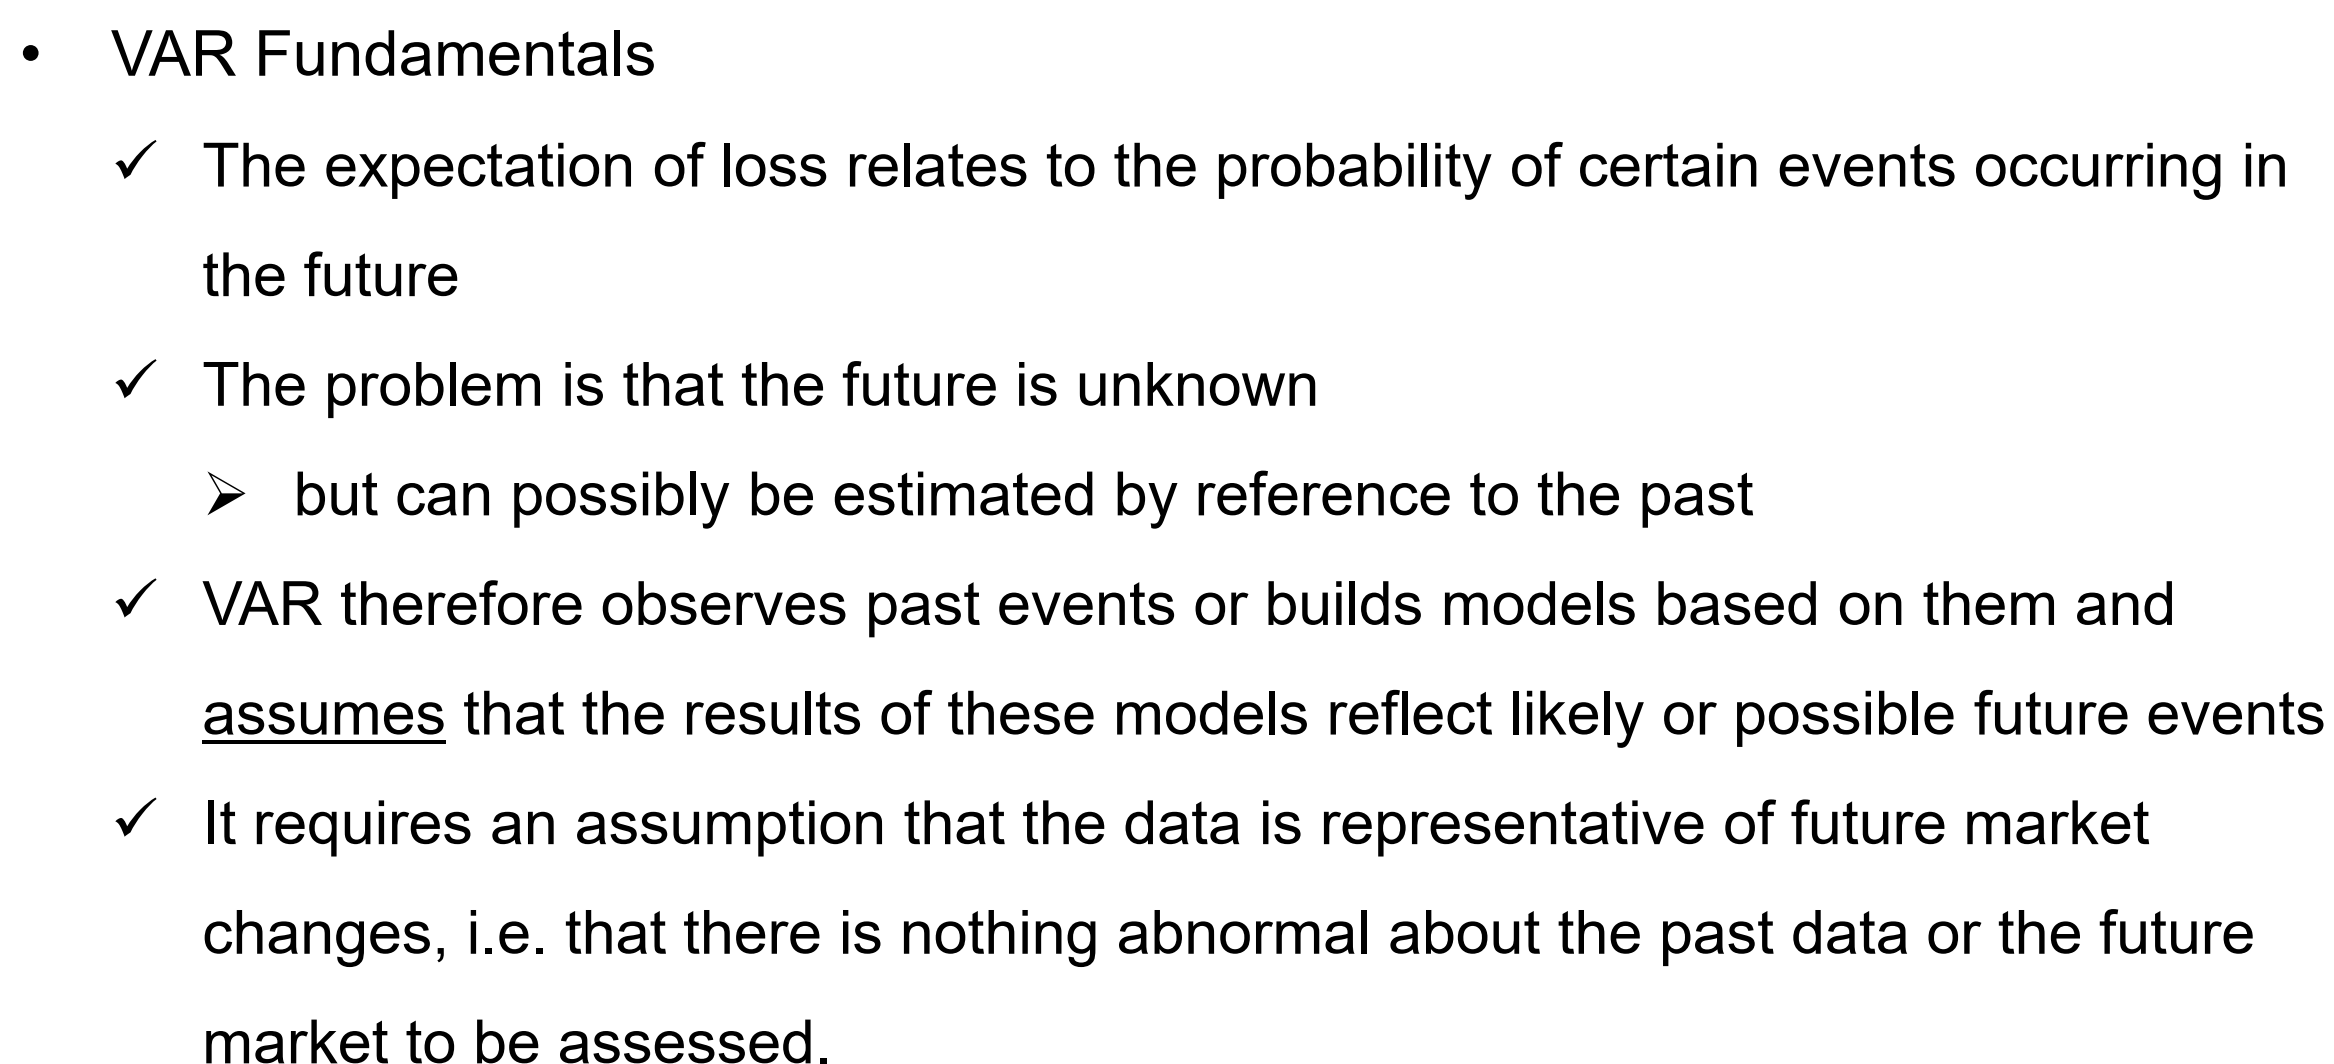 • VAR Fundamentals
✓ The expectation of loss relates to the probability of certain events occurring in
the future
✓ The problem is that the future is unknown
➢ but can possibly be estimated by reference to the past
✓ VAR therefore observes past events or builds models based on them and
assumes that the results of these models reflect likely or possible future events
✓ It requires an assumption that the data is representative of future market
changes, i.e. that there is nothing abnormal about the past data or the future
market to be assessed.